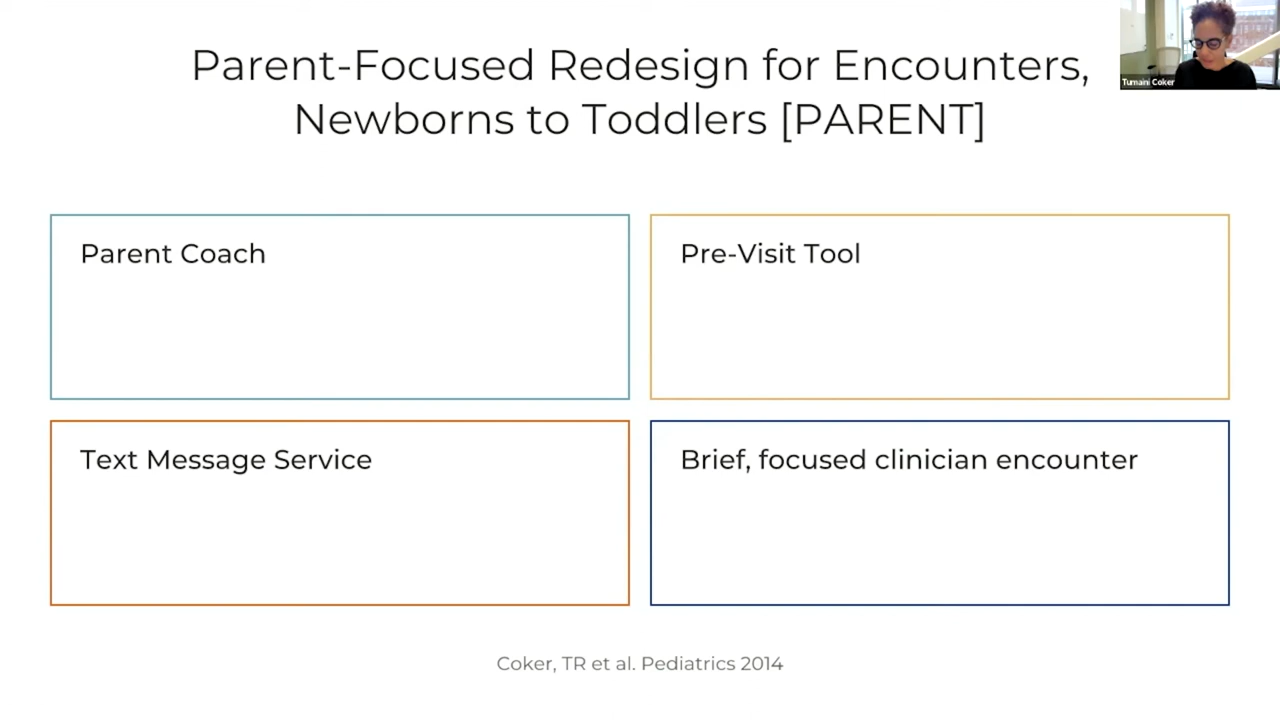 Parent-Focused Redesign for Encounters,
Newborns to Toddlers [PARENT]
Tumaini Coker
Parent Coach
Pre-Visit Tool
Text Message Service
Brief, focused clinician encounter
Coker, TR et al. Pediatrics 2014